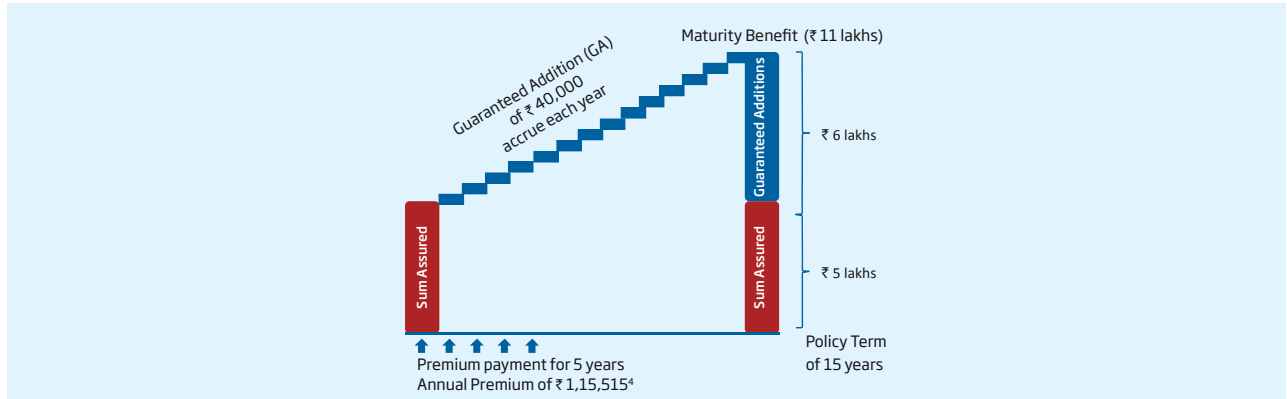 Maturity Benefit (₹ 11 lakhs)
Guaranteed Addition (GA)
of ₹ 40,000
accrue each year
Guaranteed Additions
₹ 6 lakhs
Sum Assured
Sum Assured
₹ 5 lakhs
Policy Term
of 15 years
Premium payment for 5 years
Annual Premium of ₹ 1,15,515⁴